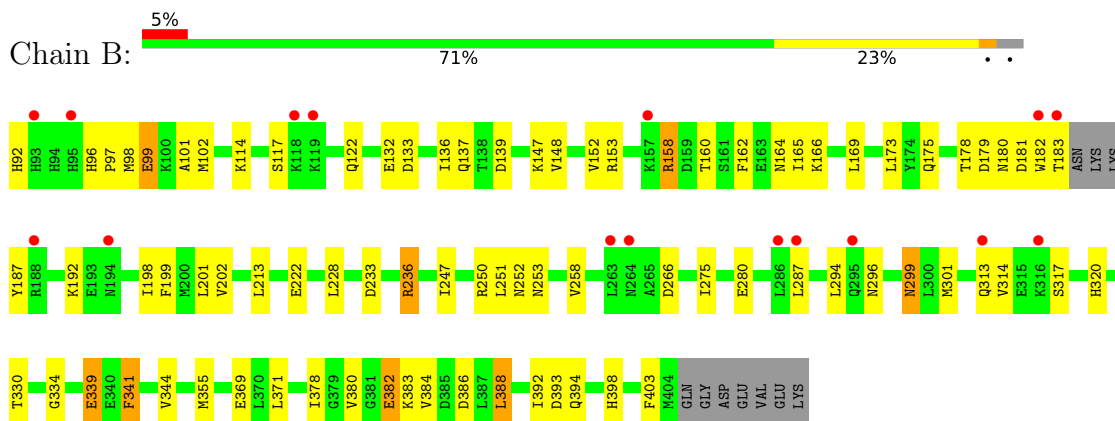 5%
Chain B:
71% 23% • •
H92 H93 H94 H95 H96 P97 M98 E99 K100 A101 M102 K114 S117 K118 K119 Q122 E132 D133 I136 Q137 T138 D139 K147 V148 V152 R153 K157 R158 D159 T160 S161 F162 E163 N164 I165 K166 L169 L173 Y174 Q175 T178 D179 N180 D181 W182 T183 ASN LYS LYS
Y187 R188 K192 E193 N194 I198 F199 M200 L201 V202 L213 E222 L228 D233 R236 I247 R250 L251 N252 N253 V258 L263 N264 A265 D266 I275 E280 L286 L287 L294 Q295 N296 N299 L300 M301 Q313 V314 E315 K316 S317 H320
T330 G334 E339 E340 F341 V344 M355 E369 L370 L371 I378 G379 V380 G381 E382 K383 V384 D385 D386 L387 L388 I392 D393 Q394 H398 F403 M404 GLN GLY ASP GLU VAL GLU LYS